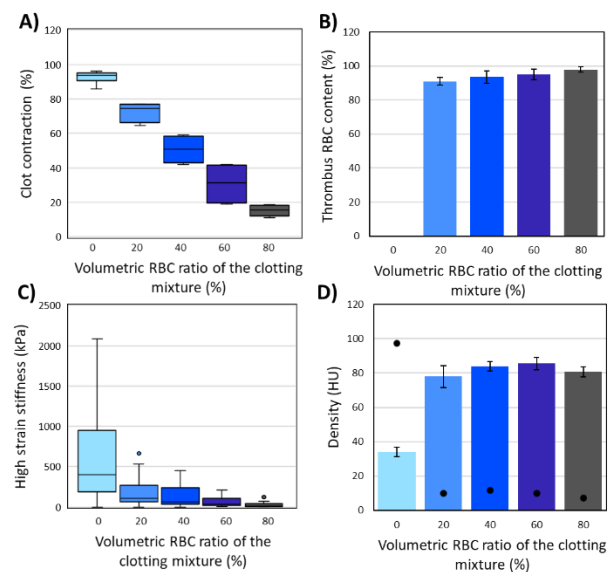 A)
Clot contraction (%)
120
100
80
60
40
20
0
0 20 40 60 80
Volumetric RBC ratio of the clotting
mixture (%)
B)
Thrombus RBC content (%)
120
100
80
60
40
20
0
0 20 40 60 80
Volumetric RBC ratio of the clotting
mixture (%)
C)
High strain stiffness (kPa)
2500
2000
1500
1000
500
0
0 20 40 60 80
Volumetric RBC ratio of the
clotting mixture (%)
D)
Density (HU)
120
100
80
60
40
20
0
0 20 40 60 80
Volumetric RBC ratio of the clotting
mixture (%)